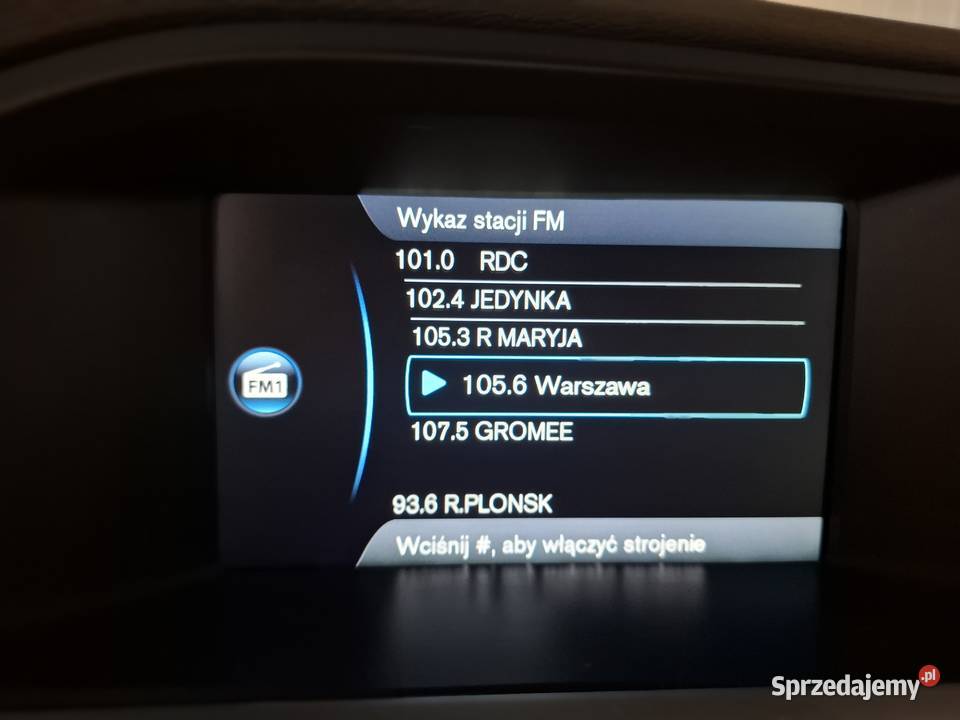 Wykaz stacji FM
101.0 RDC
102.4 JEDYNKA
105.3 R MARYJA
FM1
105.6 Warszawa
107.5 GROMEE
93.6 R.PLONSK
Wciśnij #, aby włączyć strojenie
Sprzedajemy.pl